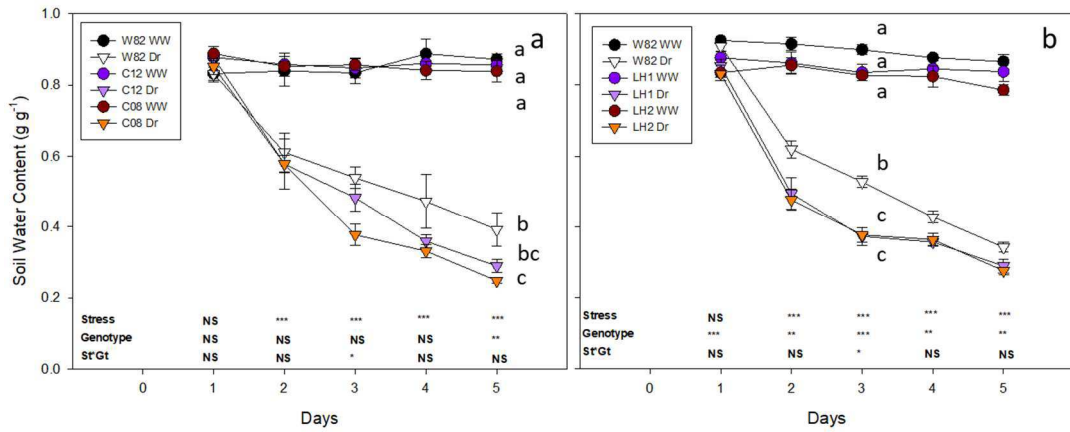 a
W82 WW
W82 Dr
C12 WW
C12 Dr
C08 WW
C08 Dr
a
a
a
b
bc
c
Soil Water Content (g g⁻¹)
1.0
0.8
0.6
0.4
0.2
0.0
Stress NS *** *** *** ***
Genotype NS NS NS NS **
St*Gt NS NS * NS NS
0 1 2 3 4 5
Days
b
W82 WW
W82 Dr
LH1 WW
LH1 Dr
LH2 WW
LH2 Dr
a
a
a
b
c
c
Stress NS *** *** *** ***
Genotype *** ** *** ** **
St*Gt NS NS * NS NS
0 1 2 3 4 5
Days